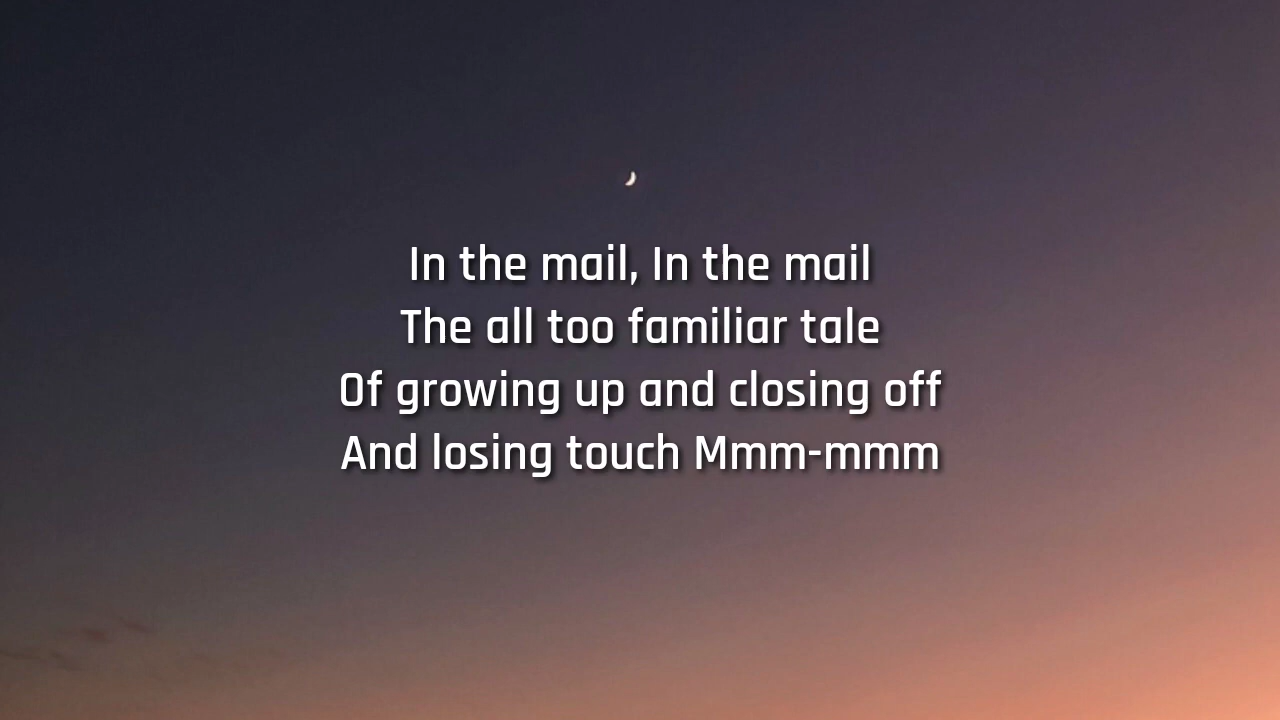 In the mail, In the mail
The all too familiar tale
Of growing up and closing off
And losing touch Mmm-mmm